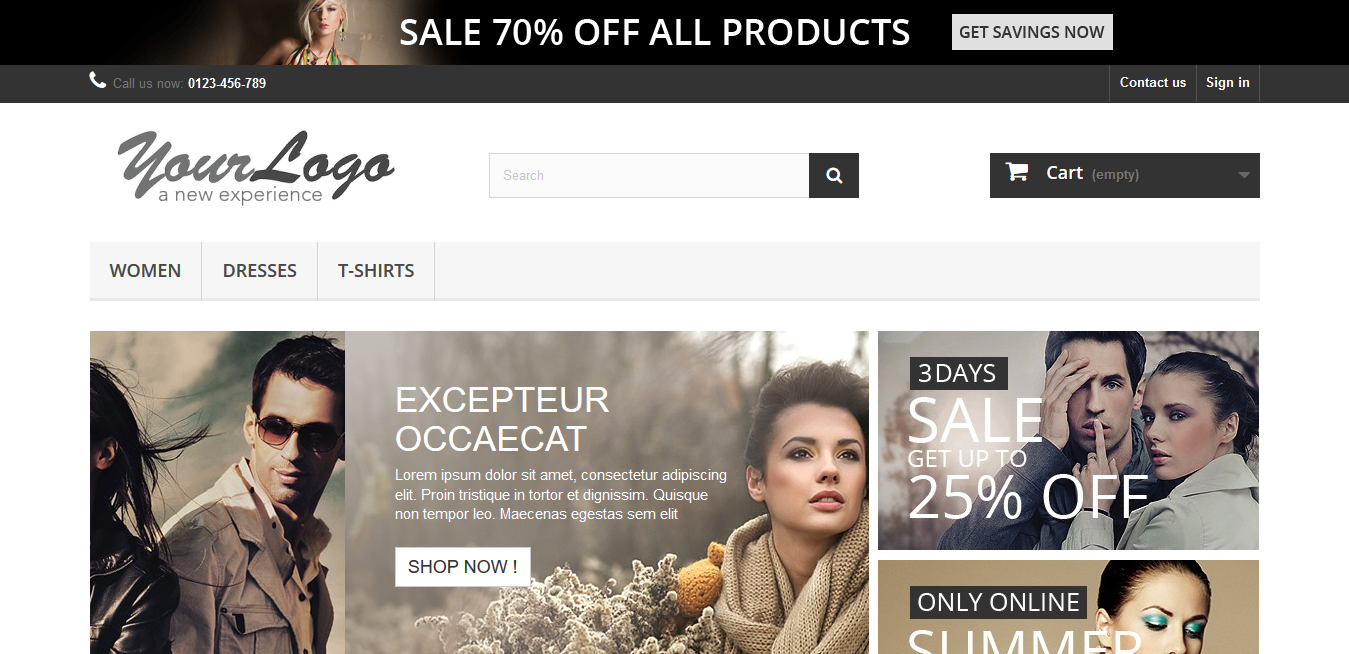 SALE 70% OFF ALL PRODUCTS
GET SAVINGS NOW
Call us now: 0123-456-789
Contact us
Sign in
YourLogo
a new experience
Search
Cart (empty)
WOMEN
DRESSES
T-SHIRTS
EXCEPTEUR
OCCAECAT
Lorem ipsum dolor sit amet, consectetur adipiscing
elit. Proin tristique in tortor et dignissim. Quisque
non tempor leo. Maecenas egestas sem elit
SHOP NOW !
3 DAYS
SALE
GET UP TO
25% OFF
ONLY ONLINE
SUMMER